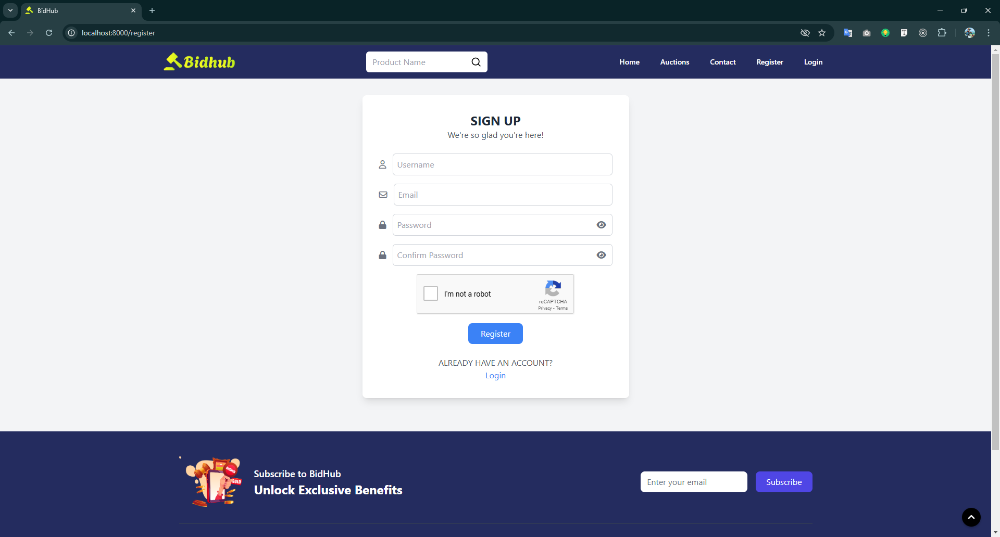 BidHub
localhost:8000/register
Bidhub
Product Name
Home
Auctions
Contact
Register
Login
SIGN UP
We're so glad you're here!
Username
Email
Password
Confirm Password
I'm not a robot
reCAPTCHA
Privacy - Terms
Register
ALREADY HAVE AN ACCOUNT?
Login
BidHub
SOLD
Subscribe to BidHub
Unlock Exclusive Benefits
Enter your email
Subscribe